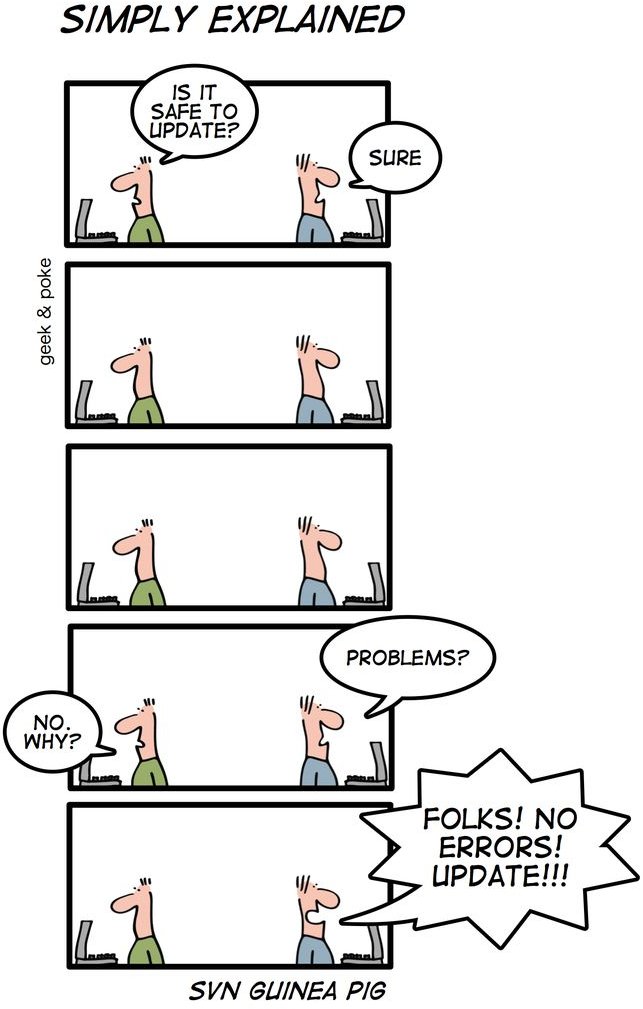 SIMPLY EXPLAINED
IS IT
SAFE TO
UPDATE?
SURE
geek & poke
PROBLEMS?
NO.
WHY?
FOLKS! NO
ERRORS!
UPDATE!!!
SVN GUINEA PIG